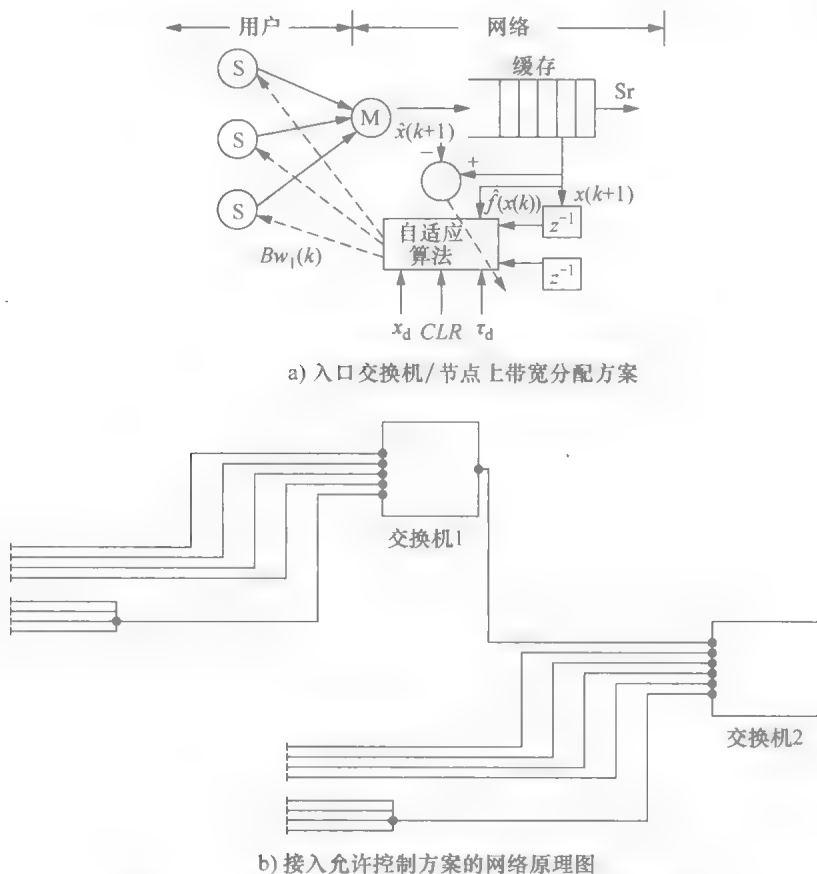 用户
网络
S
S
S
M
缓存
Sr
x̂(k+1)
−
+
f̂(x(k))
x(k+1)
z⁻¹
z⁻¹
自适应
算法
Bw₁(k)
x_d
CLR
τ_d
a) 入口交换机/节点上带宽分配方案
交换机1
交换机2
b) 接入允许控制方案的网络原理图